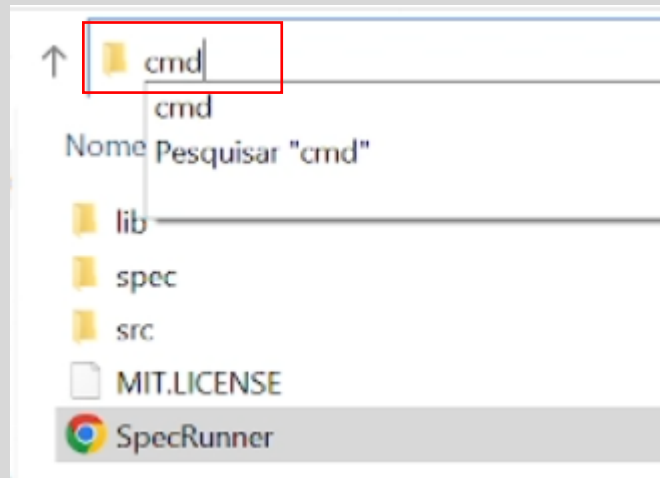 cmd
cmd
Nome
Pesquisar "cmd"
lib
spec
src
MIT.LICENSE
SpecRunner